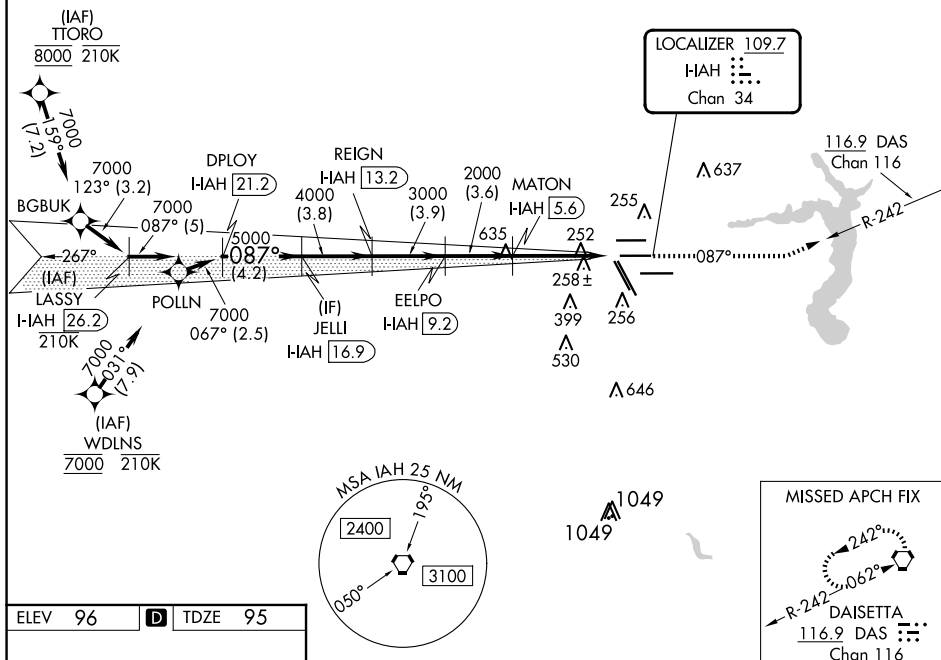 (IAF)
TTORO
8000 210K
7000
159°
(7.2)
7000
123° (3.2)
BGBUK
7000
087° (5)
267°
(IAF)
LASSY
I-IAH 26.2
210K
POLLN
7000
067° (2.5)
7000
031°
(7.9)
(IAF)
WDLNS
7000 210K
DPLOY
I-IAH 21.2
5000
087°
(4.2)
(IF)
JELLI
I-IAH 16.9
4000
(3.8)
REIGN
I-IAH 13.2
3000
(3.9)
EELPO
I-IAH 9.2
2000
(3.6)
MATON
I-IAH 5.6
635
252
255
258±
399
530
256
646
637
LOCALIZER 109.7
I-IAH
Chan 34
087°
116.9 DAS
Chan 116
R-242
MSA IAH 25 NM
195°
2400
3100
050°
1049
1049
MISSED APCH FIX
242°
062°
R-242
DAISETTA
116.9 DAS
Chan 116
ELEV 96 D TDZE 95